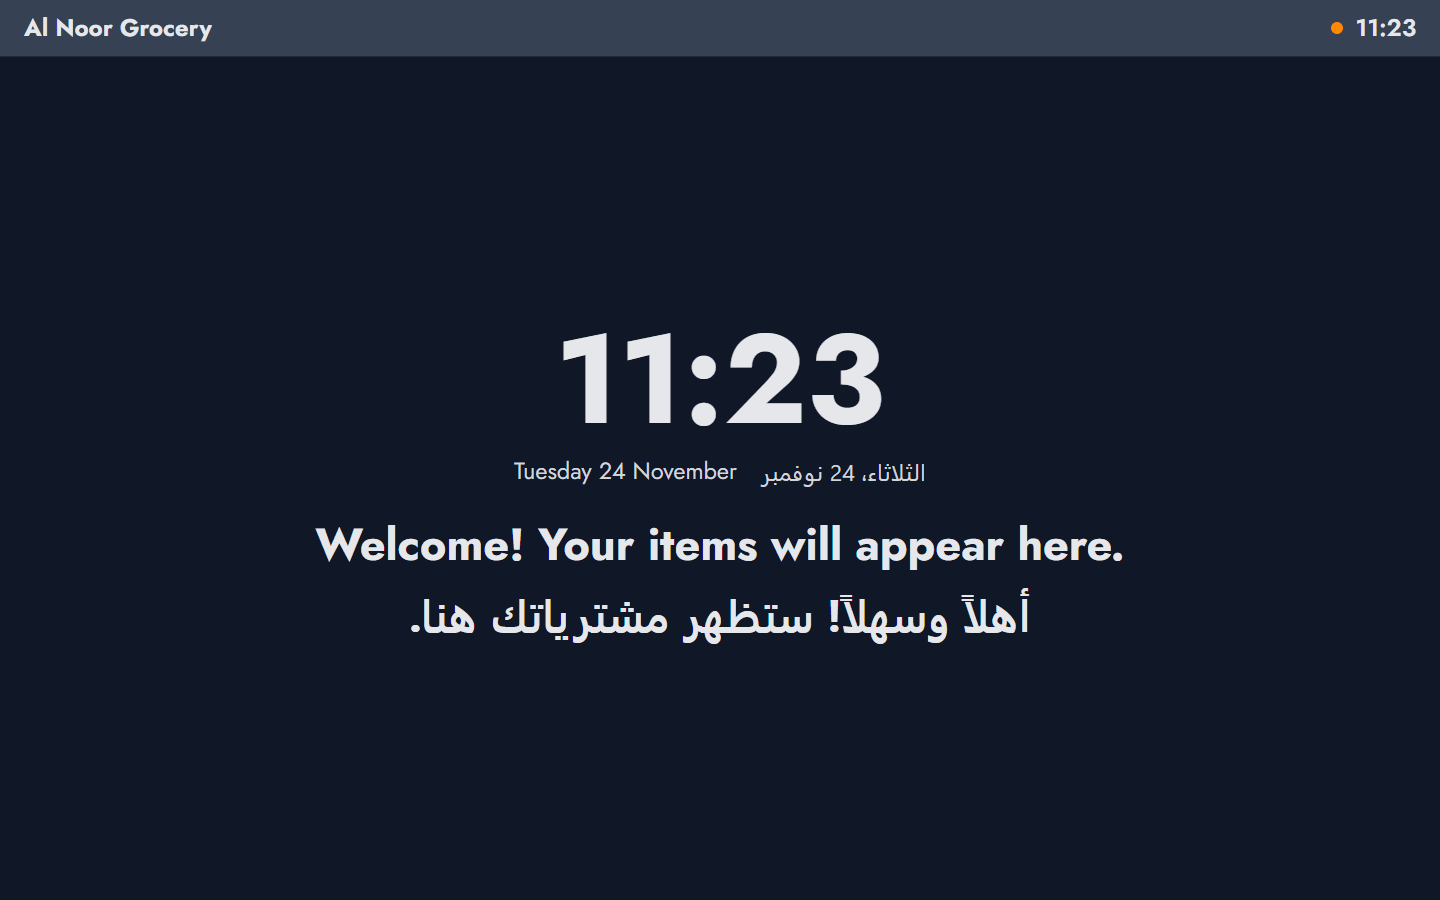 Al Noor Grocery
11:23
11:23
Tuesday 24 November
الثلاثاء، 24 نوفمبر
Welcome! Your items will appear here.
أهلاً وسهلاً! ستظهر مشترياتك هنا.